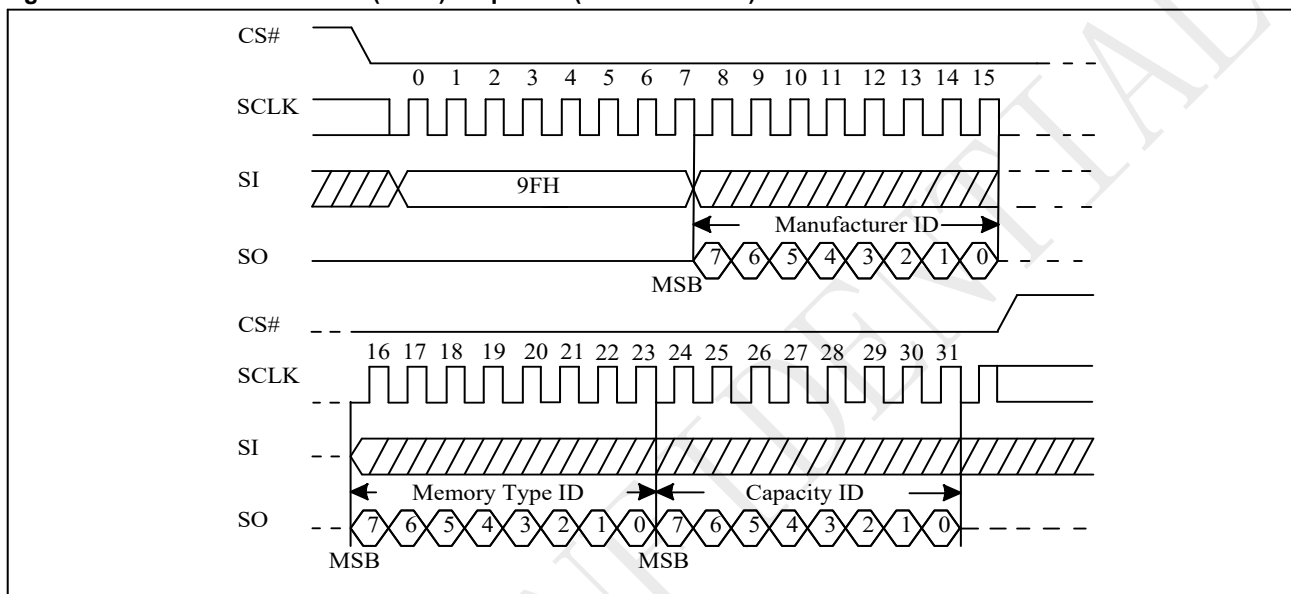 CS#
0 1 2 3 4 5 6 7 8 9 10 11 12 13 14 15
SCLK
SI
9FH
Manufacturer ID
SO
7 6 5 4 3 2 1 0
MSB
CS#
16 17 18 19 20 21 22 23 24 25 26 27 28 29 30 31
SCLK
SI
Memory Type ID Capacity ID
SO
7 6 5 4 3 2 1 0 7 6 5 4 3 2 1 0
MSB MSB